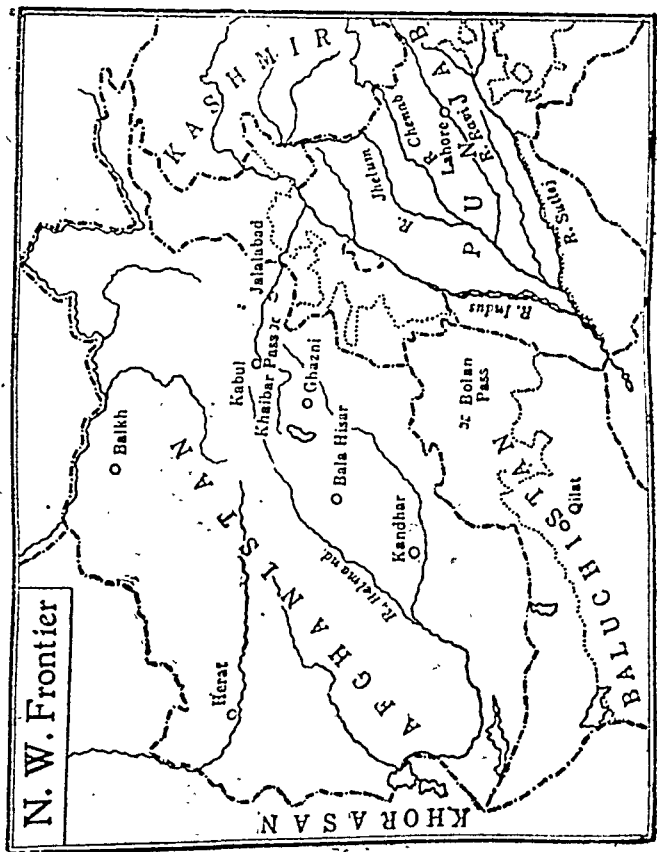 N. W. Frontier
KASHMIR
Balkh
Jalalabad
Kabul
Khaibar Pass
Ghazni
Herat
AFGHANISTAN
Bala Hisar
R. Helmand
Kandhar
KHORASAN
BALUCHISTAN
Qilat
Bolan
Pass
R. Indus
PUNJAB
R. Jhelum
R. Chenab
Lahore
R. Ravi
R. Sutlej